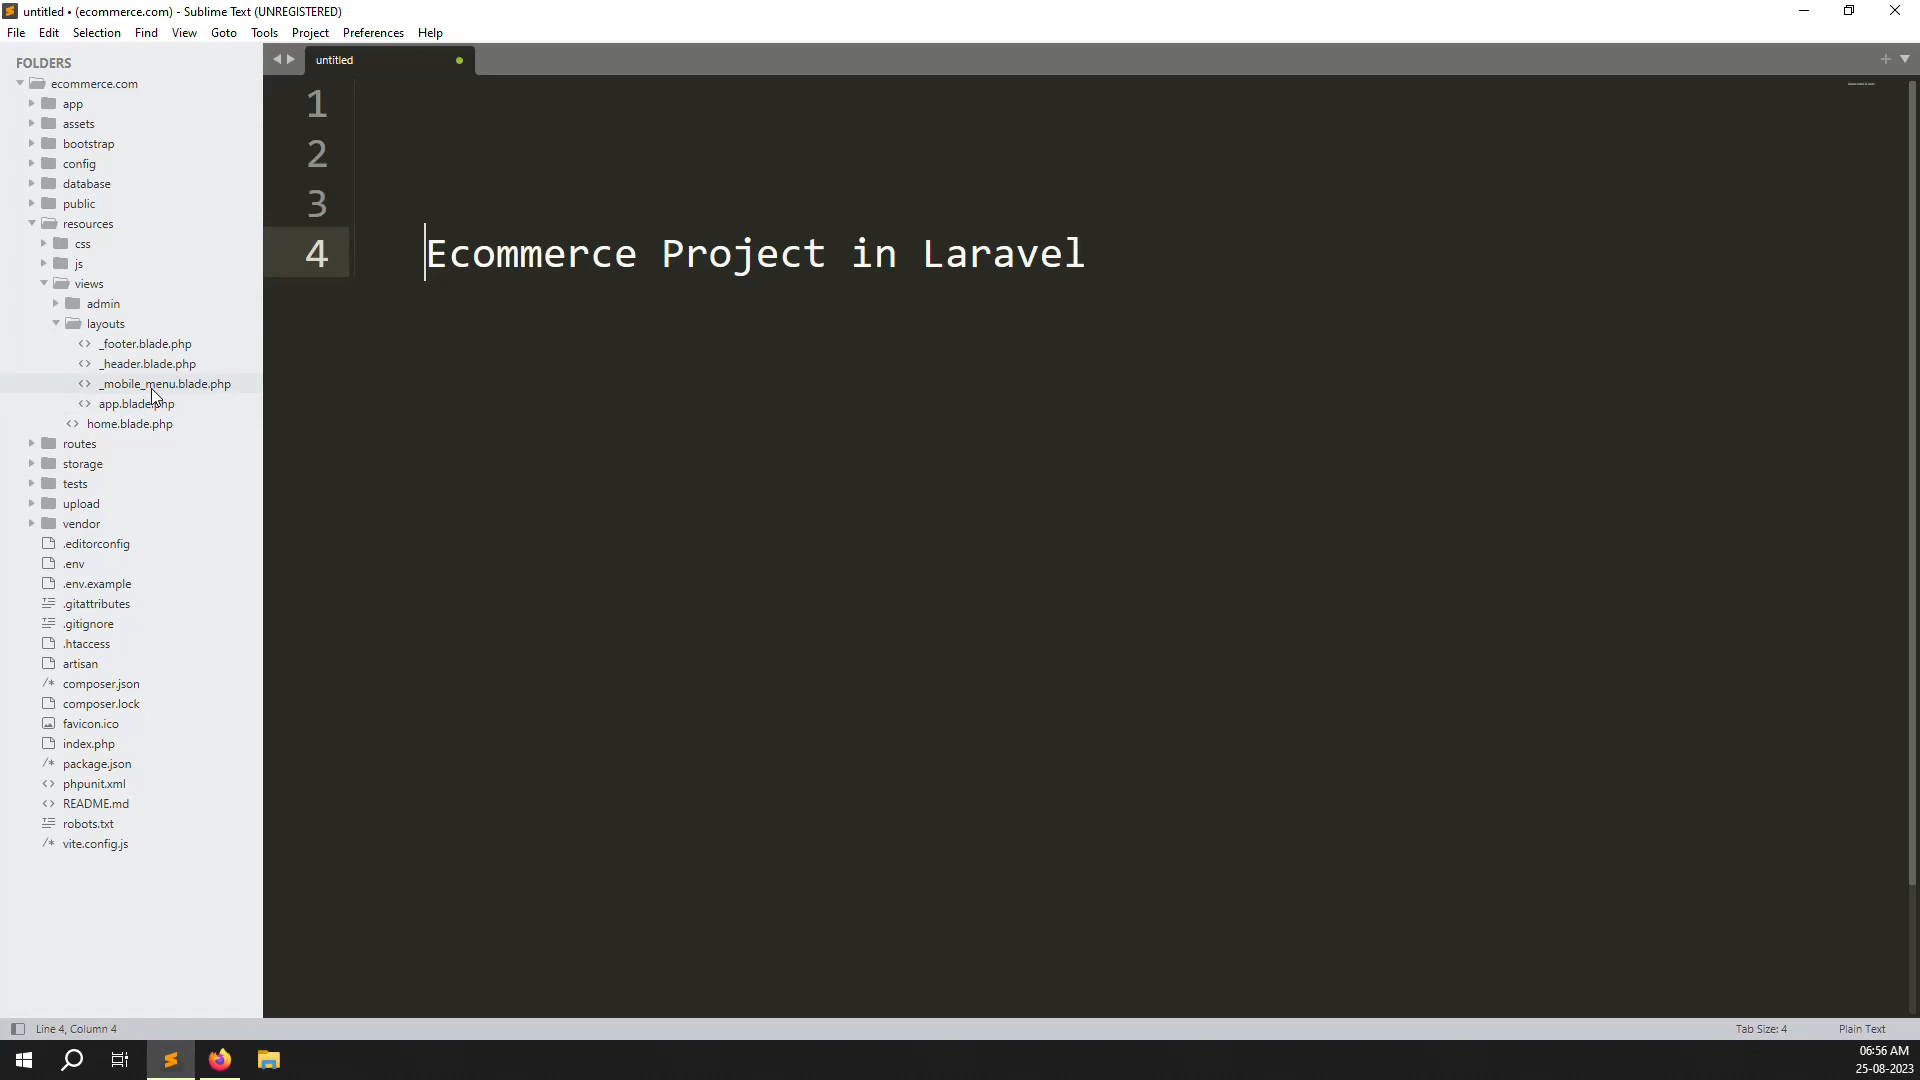 untitled • (ecommerce.com) - Sublime Text (UNREGISTERED)
File Edit Selection Find View Goto Tools Project Preferences Help
FOLDERS
ecommerce.com
app
assets
bootstrap
config
database
public
resources
css
js
views
admin
layouts
_footer.blade.php
_header.blade.php
_mobile_menu.blade.php
app.blade.php
home.blade.php
routes
storage
tests
upload
vendor
.editorconfig
.env
.env.example
.gitattributes
.gitignore
.htaccess
artisan
composer.json
composer.lock
favicon.ico
index.php
package.json
phpunit.xml
README.md
robots.txt
vite.config.js
untitled
1
2
3
4 Ecommerce Project in Laravel
Line 4, Column 4
Tab Size: 4
Plain Text
06:56 AM
25-08-2023